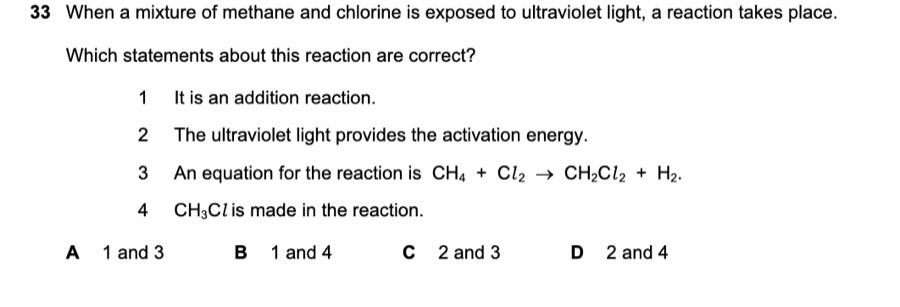 33 When a mixture of methane and chlorine is exposed to ultraviolet light, a reaction takes place.
Which statements about this reaction are correct?
1 It is an addition reaction.
2 The ultraviolet light provides the activation energy.
3 An equation for the reaction is CH₄ + Cl₂ → CH₂Cl₂ + H₂.
4 CH₃Cl is made in the reaction.
A 1 and 3 B 1 and 4 C 2 and 3 D 2 and 4